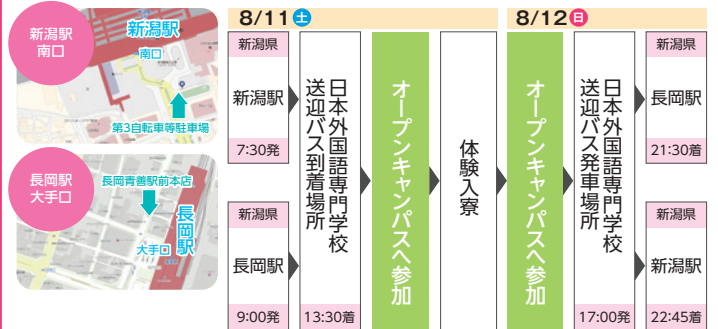 新潟駅
南口
新潟駅
南口
第3自転車等駐車場
長岡駅
大手口
長岡青善駅前本店
長岡駅
大手口
8/11 土
新潟県
新潟駅
7:30発
新潟県
長岡駅
9:00発
日本外国語専門学校
送迎バス到着場所
13:30着
オープンキャンパスへ参加
体験入寮
8/12 日
オープンキャンパスへ参加
日本外国語専門学校
送迎バス発車場所
17:00発
新潟県
長岡駅
21:30着
新潟県
新潟駅
22:45着